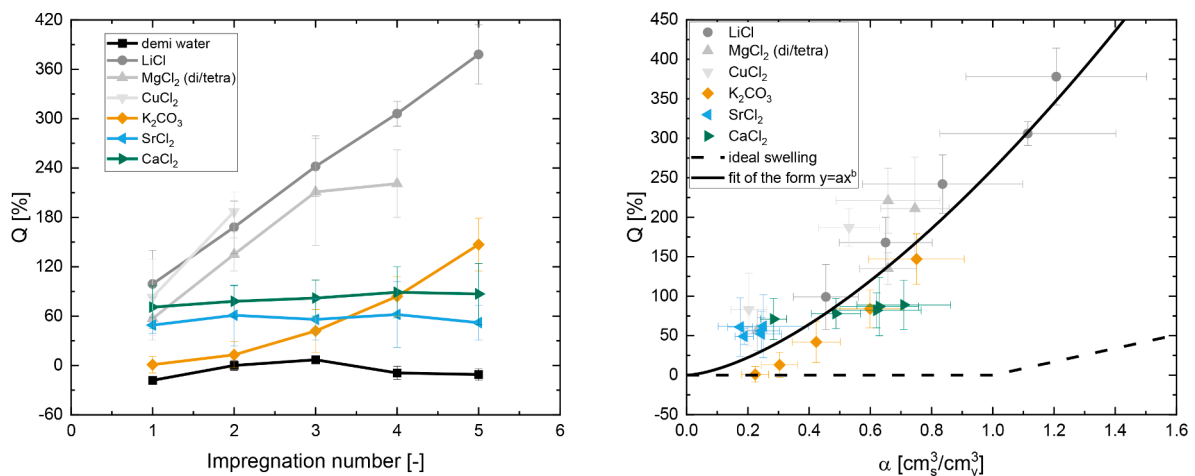 420
360
300
240
180
120
60
0
-60
Q [%]
demi water
LiCl
MgCl₂ (di/tetra)
CuCl₂
K₂CO₃
SrCl₂
CaCl₂
0 1 2 3 4 5 6
Impregnation number [-]
450
400
350
300
250
200
150
100
50
0
-50
Q [%]
LiCl
MgCl₂ (di/tetra)
CuCl₂
K₂CO₃
SrCl₂
CaCl₂
ideal swelling
fit of the form y=axᵇ
0.0 0.2 0.4 0.6 0.8 1.0 1.2 1.4 1.6
α [cm³ₛ/cm³ᵥ]